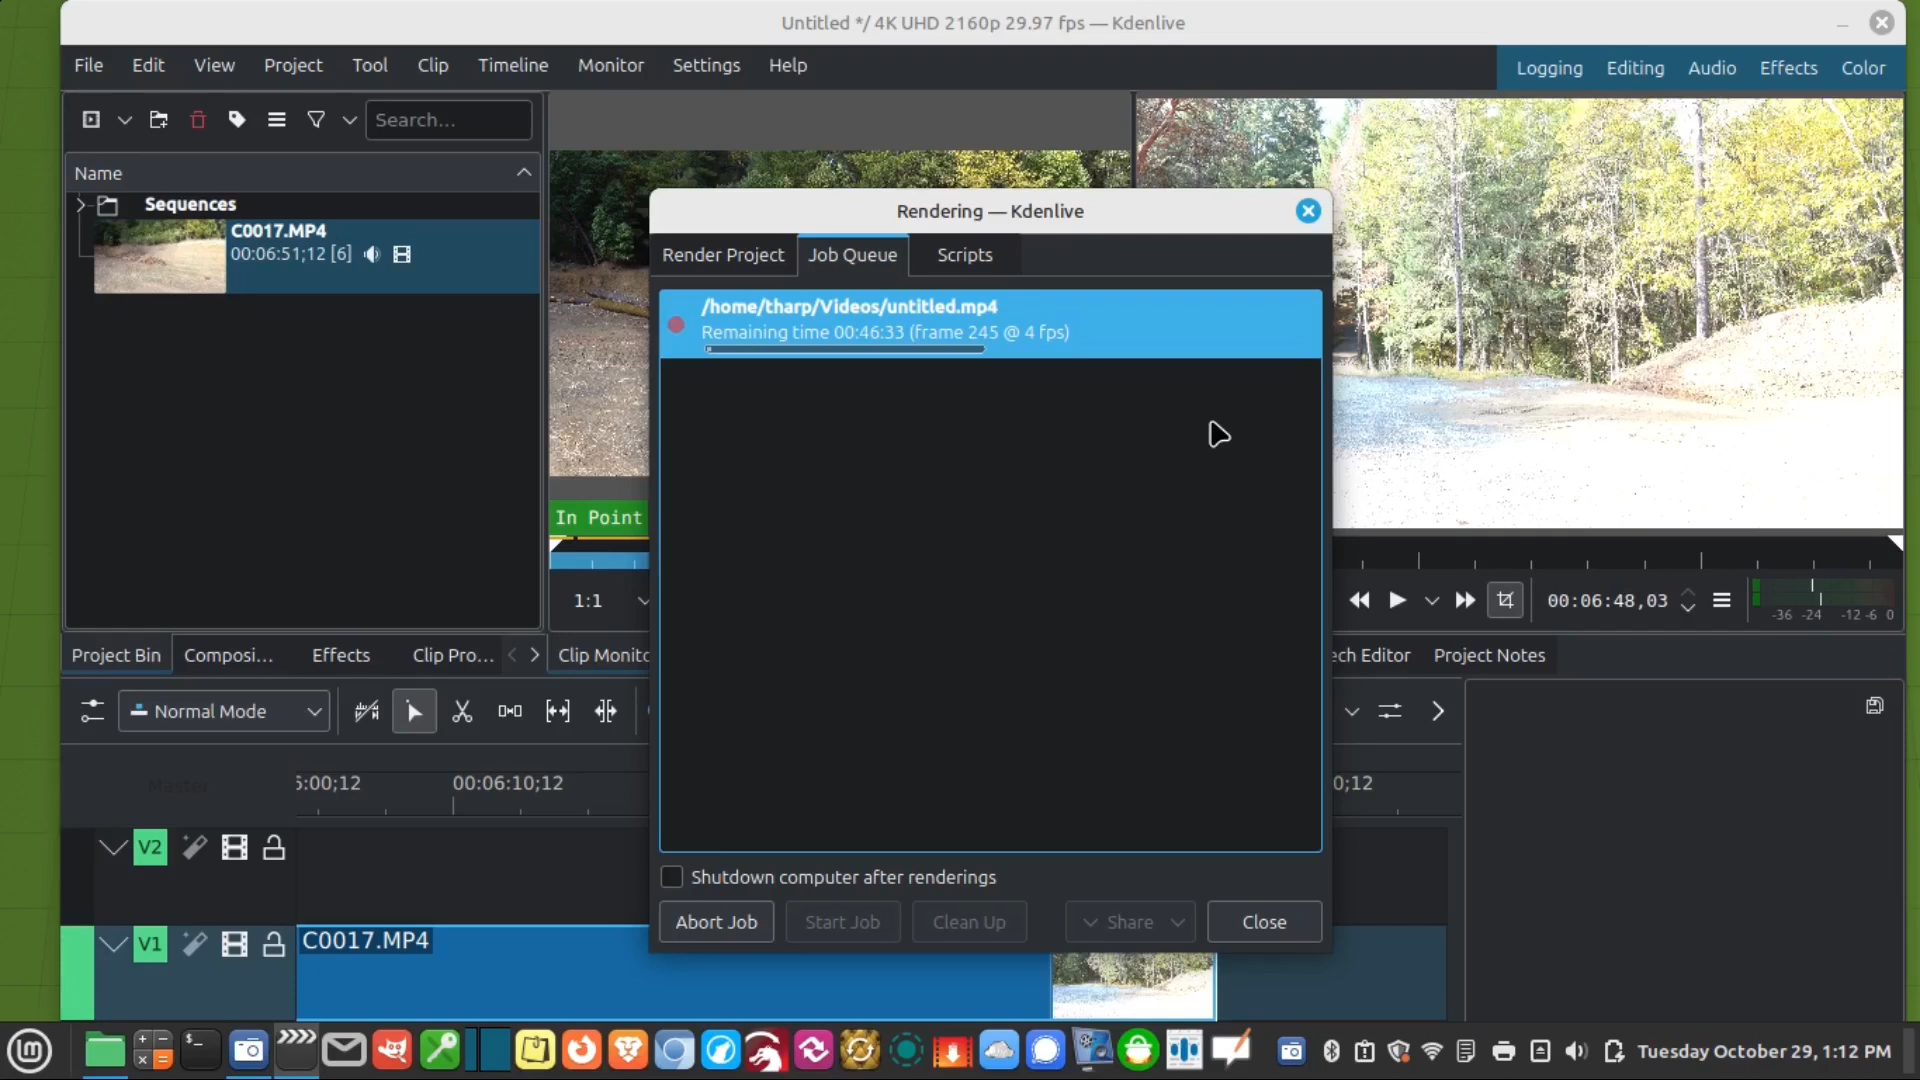 Untitled */ 4K UHD 2160p 29.97 fps — Kdenlive
File Edit View Project Tool Clip Timeline Monitor Settings Help
Logging Editing Audio Effects Color
Search...
Name
Sequences
C0017.MP4
00:06:51;12 [6]
Rendering — Kdenlive
Render Project Job Queue Scripts
/home/tharp/Videos/untitled.mp4
Remaining time 00:46:33 (frame 245 @ 4 fps)
In Point
1:1
00:06:48,03
-36 -24 -12 -6 0
Project Bin Composi... Effects Clip Pro... Clip Monito
ech Editor Project Notes
Normal Mode
Master
5:00;12 00:06:10;12
0;12
V2
Shutdown computer after renderings
Abort Job Start Job Clean Up Share Close
V1
C0017.MP4
Tuesday October 29, 1:12 PM